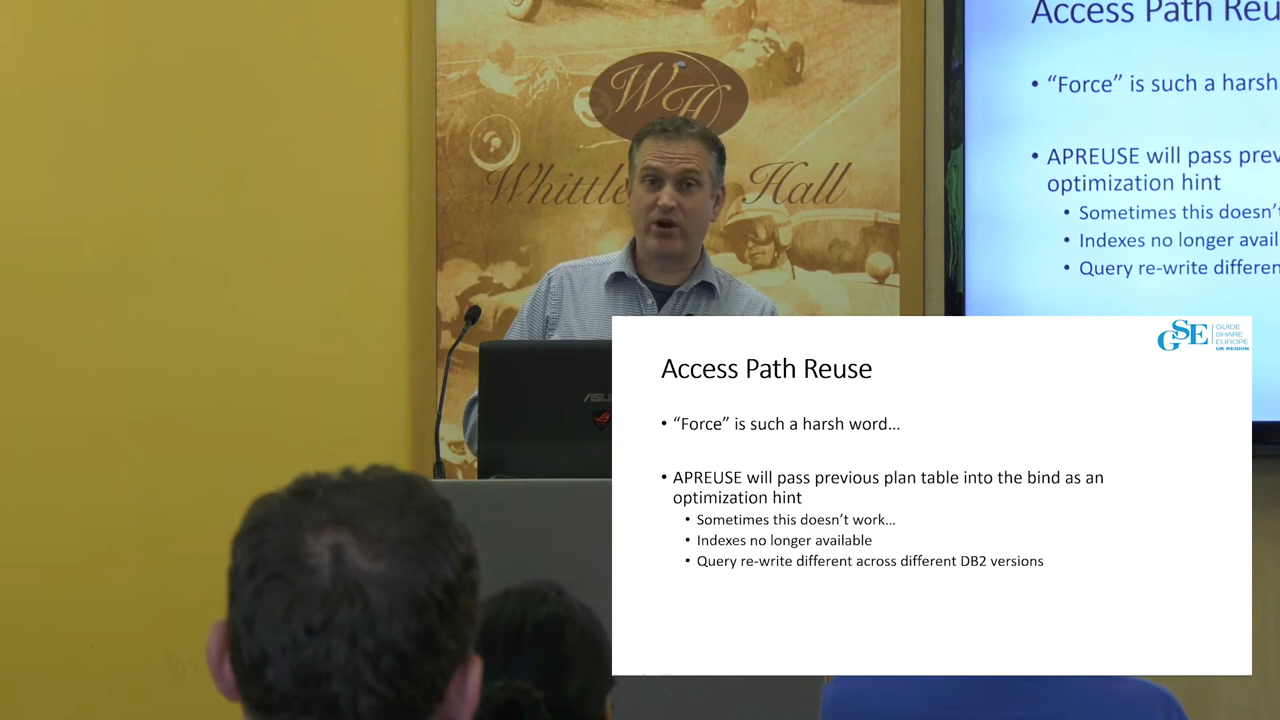 WH
Whittle Hall
Access Path Reu
• “Force” is such a harsh
• APREUSE will pass prev
optimization hint
• Sometimes this doesn’t
• Indexes no longer avail
• Query re-write differen
ASUS
GSE
GUIDE
SHARE
EUROPE
UK REGION
Access Path Reuse
• “Force” is such a harsh word...
• APREUSE will pass previous plan table into the bind as an
optimization hint
• Sometimes this doesn’t work...
• Indexes no longer available
• Query re-write different across different DB2 versions